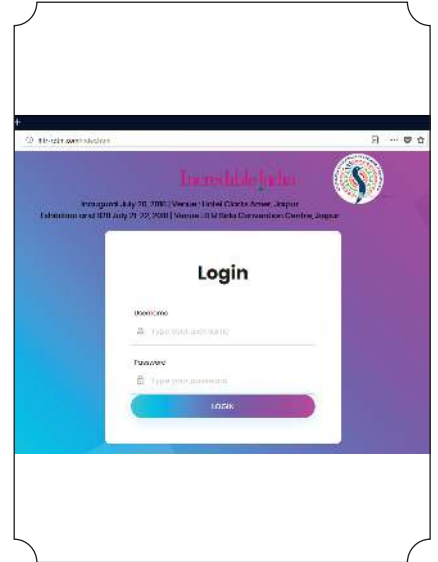 Incredible India
Inaugural July 20, 2018 | Venue : Hotel Clarks Amer, Jaipur
Exhibition and B2B July 21-22, 2018 | Venue : B M Birla Convention Centre, Jaipur
Login
Username
Type your username
Password
Type your password
LOGIN